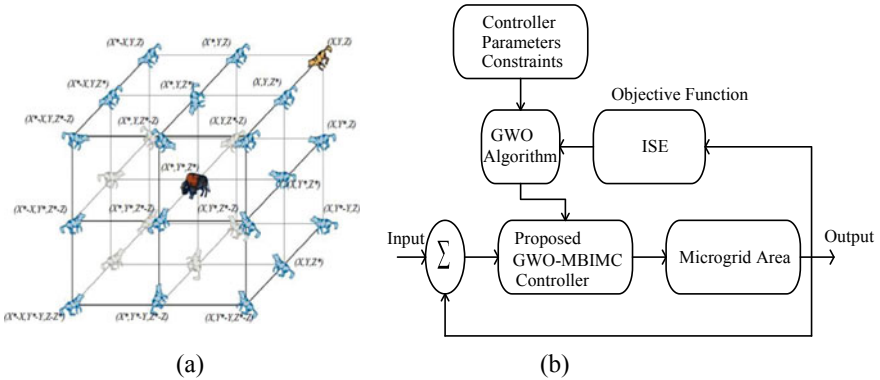 (X*-X,Y,Z)
(X*,Y,Z)
(X,Y,Z)
(X*-X,Y,Z*)
(X*,Y,Z*)
(X,Y,Z*)
(X*-X,Y,Z*-Z)
(X*,Y,Z*-Z)
(X,Y,Z*-Z)
(X,Y*,Z)
(X*,Y*,Z*)
(X,Y*,Z*)
(X*-X,Y*,Z*-Z)
(X*,Y*,Z*-Z)
(X,Y*,Z*-Z)
(X,Y*-Y,Z)
(X,Y,Z*)
(X*-X,Y*-Y,Z-Z*)
(X*,Y*-Y,Z*-Z)
(X,Y*-Y,Z*-Z)
(a)
Controller
Parameters
Constraints
Objective Function
GWO
Algorithm
ISE
Input
Σ
Proposed
GWO-MBIMC
Controller
Microgrid Area
Output
(b)